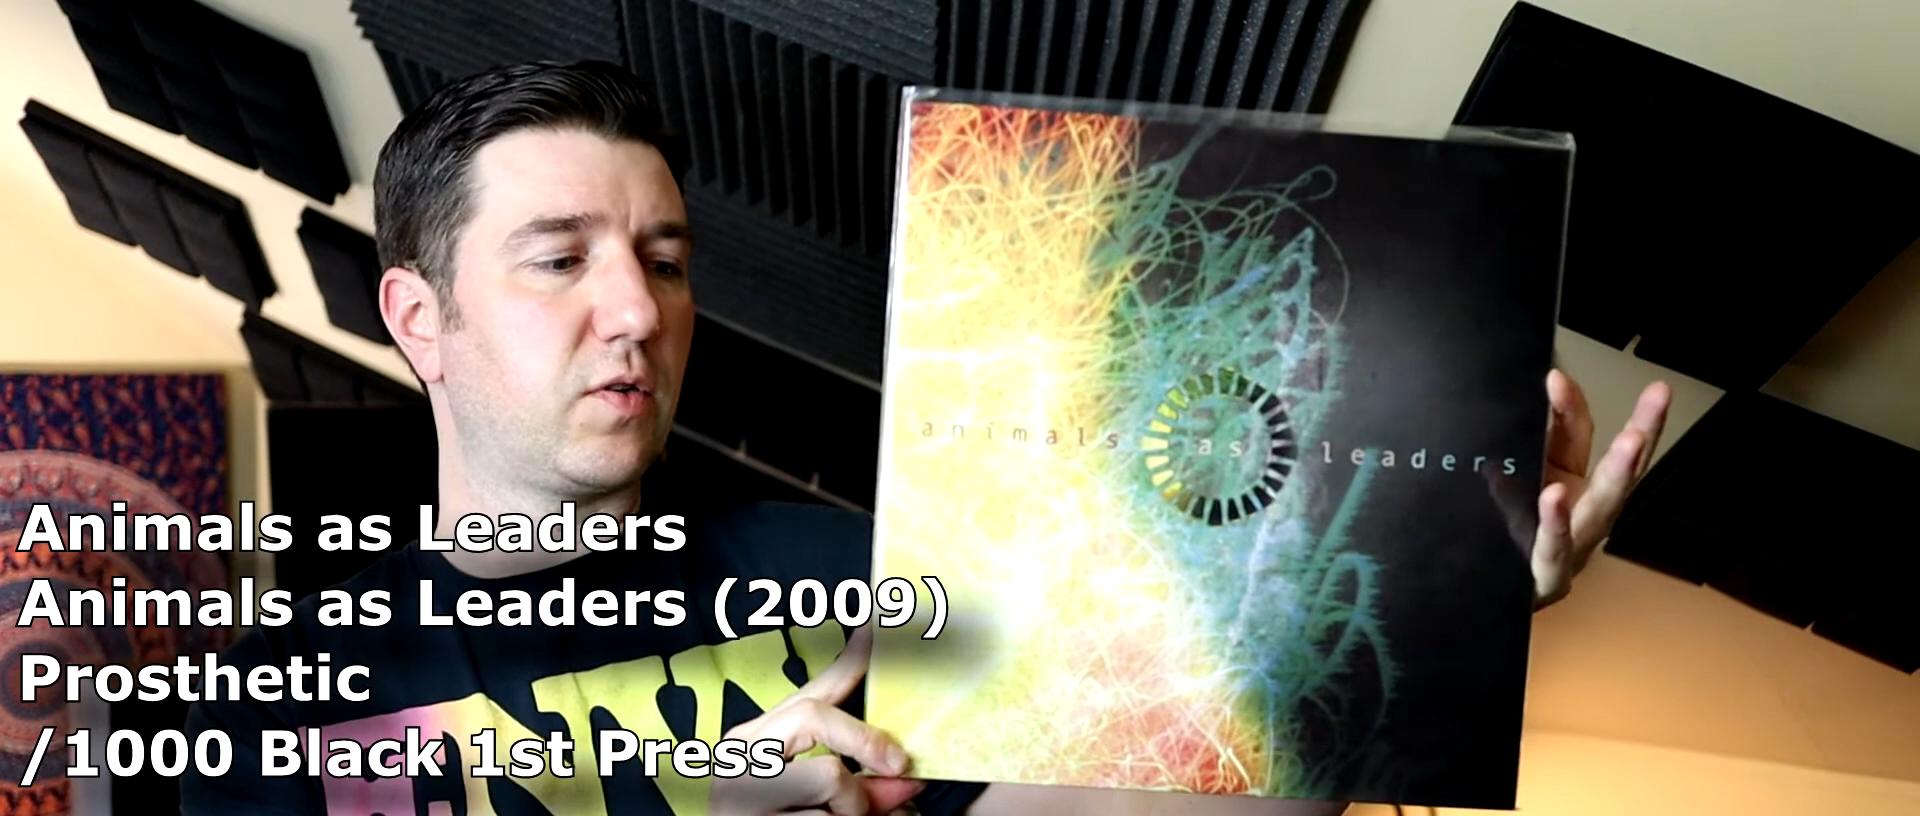 animals as leaders
Animals as Leaders
Animals as Leaders (2009)
Prosthetic
/1000 Black 1st Press